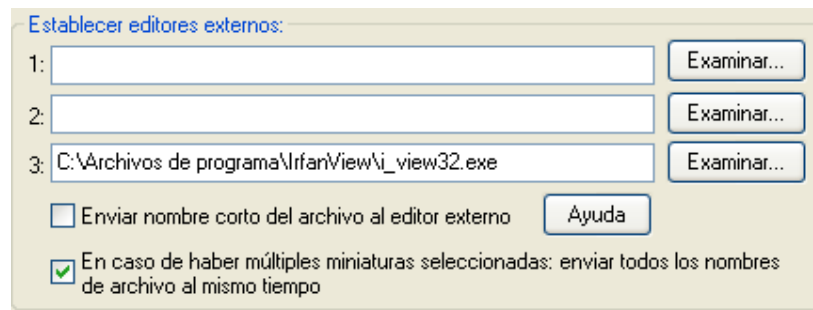 Establecer editores externos:
1: Examinar...
2: Examinar...
3: C:\Archivos de programa\IrfanView\i_view32.exe Examinar...
Enviar nombre corto del archivo al editor externo Ayuda
En caso de haber múltiples miniaturas seleccionadas: enviar todos los nombres
de archivo al mismo tiempo